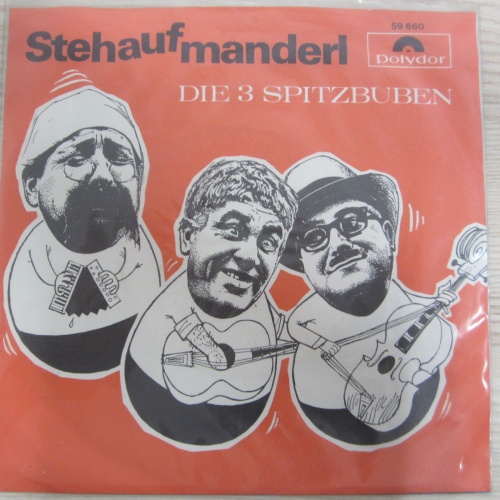 59 660
Stehaufmanderl
polydor
DIE 3 SPITZBUBEN